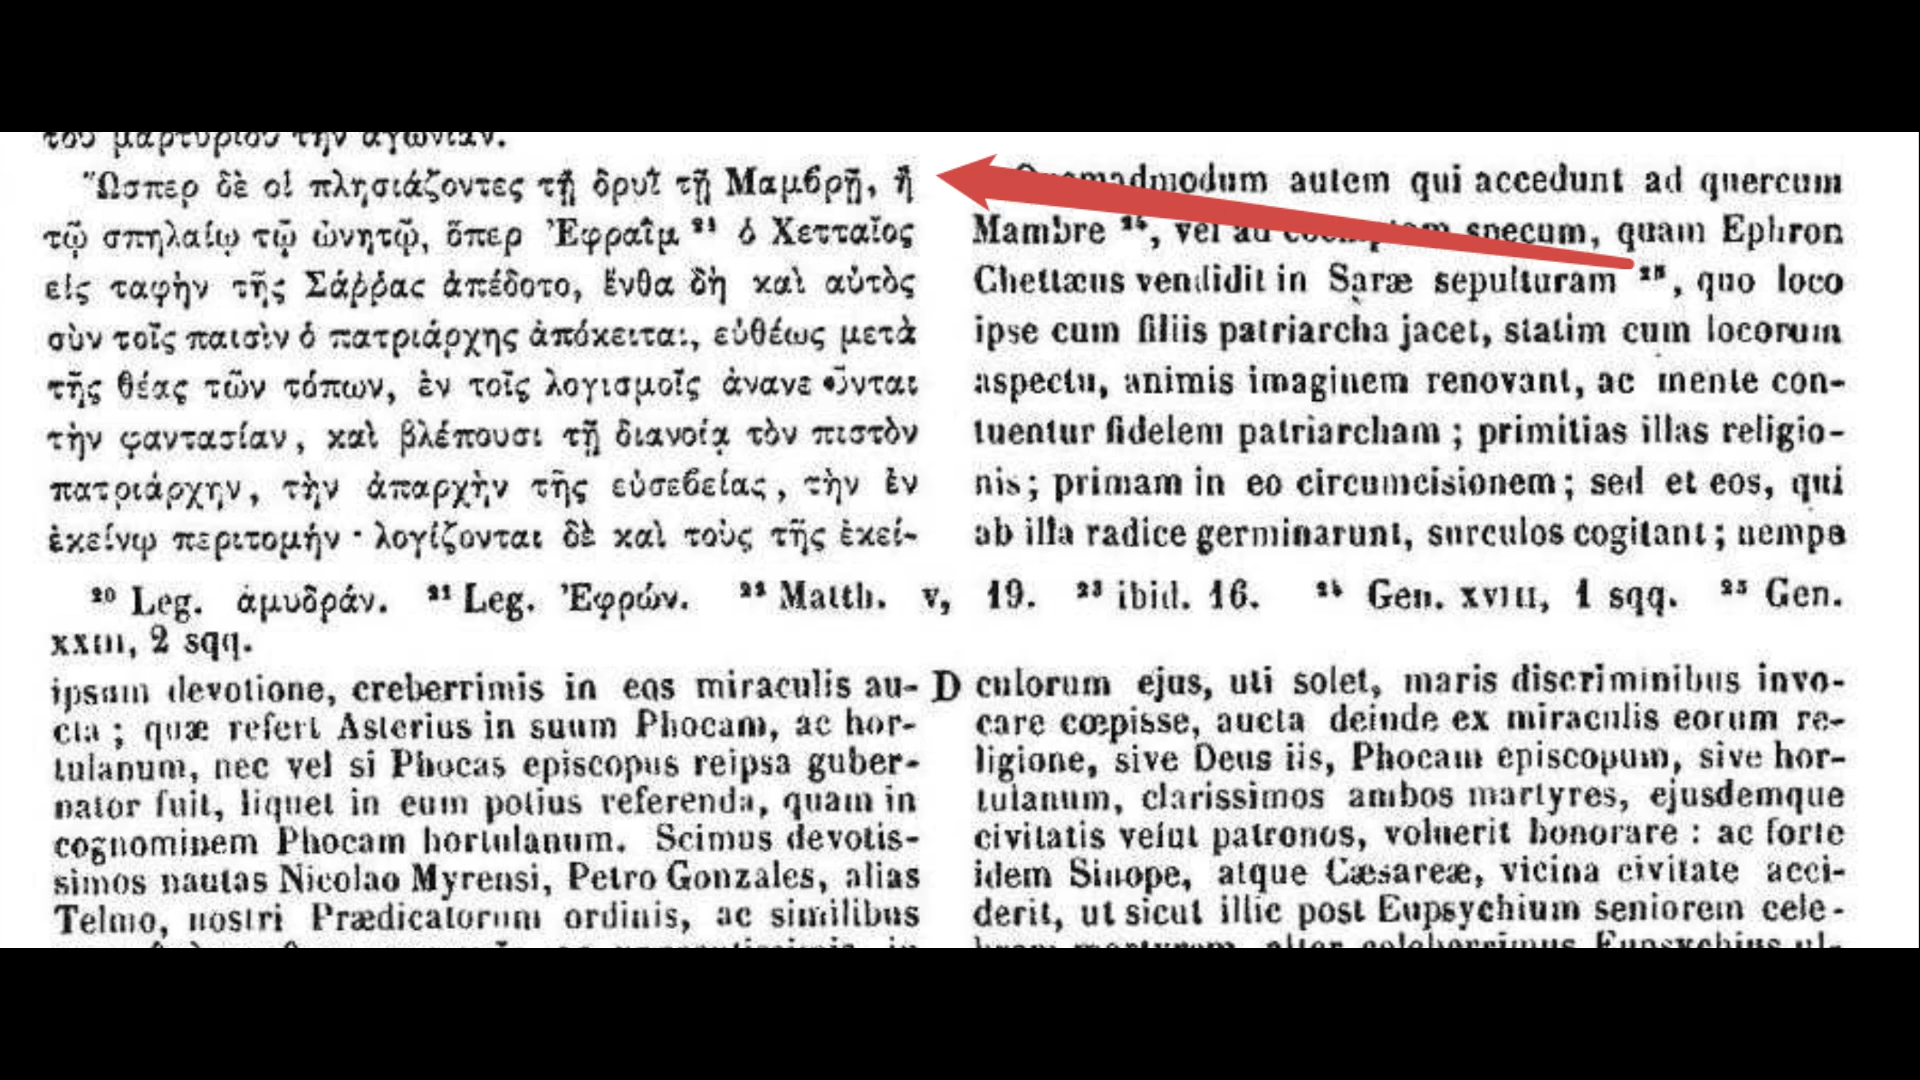 τοῦ μαρτυρίου τὴν ἀγωνίαν.
Ὥσπερ δὲ οἱ πλησιάζοντες τῇ δρυῒ τῇ Μαμβρῇ, ἢ
τῷ σπηλαίῳ τῷ ὠνητῷ, ὅπερ Ἐφραῒμ ²¹ ὁ Χετταῖος
εἰς ταφὴν τῆς Σάῤῥας ἀπέδοτο, ἔνθα δὴ καὶ αὐτὸς
σὺν τοῖς παισὶν ὁ πατριάρχης ἀπόκειται, εὐθέως μετὰ
τῆς θέας τῶν τόπων, ἐν τοῖς λογισμοῖς ἀνανεοῦνται
τὴν φαντασίαν, καὶ βλέπουσι τῇ διανοίᾳ τὸν πιστὸν
πατριάρχην, τὴν ἀπαρχὴν τῆς εὐσεβείας, τὴν ἐν
ἐκείνῳ περιτομήν · λογίζονται δὲ καὶ τοὺς τῆς ἐκεί-
autem qui accedunt ad quercum
Mambre ²⁴, vel ad specum, quam Ephron
Chettæus vendidit in Saræ sepulturam ²⁵, quo loco
ipse cum filiis patriarcha jacet, statim cum locorum
aspectu, animis imaginem renovant, ac mente con-
tuentur fidelem patriarcham ; primitias illas religio-
nis ; primam in eo circumcisionem ; sed et eos, qui
ab illa radice germinarunt, surculos cogitant ; nempe
²⁰ Leg. ἀμυδράν. ²¹ Leg. Ἐφρών. ²² Matth. v, 19. ²³ ibid. 16. ²⁴ Gen. xviii, 1 sqq. ²⁵ Gen.
xxiii, 2 sqq.
ipsam devotione, creberrimis in eos miraculis au-
cta ; quæ refert Asterius in suum Phocam, ac hor-
tulanum, nec vel si Phocas episcopus reipsa guber-
nator fuit, liquet in eum potius referenda, quam in
cognominem Phocam hortulanum. Scimus devotis-
simos nautas Nicolao Myrensi, Petro Gonzales, alias
Telmo, nostri Prædicatorum ordinis, ac similibus
D
culorum ejus, uti solet, maris discriminibus invo-
care cœpisse, aucta deinde ex miraculis eorum re-
ligione, sive Deus iis, Phocam episcopum, sive hor-
tulanum, clarissimos ambos martyres, ejusdemque
civitatis velut patronos, voluerit honorare : ac forte
idem Sinope, atque Cæsareæ, vicina civitate acci-
derit, ut sicut illic post Eupsychium seniorem cele-